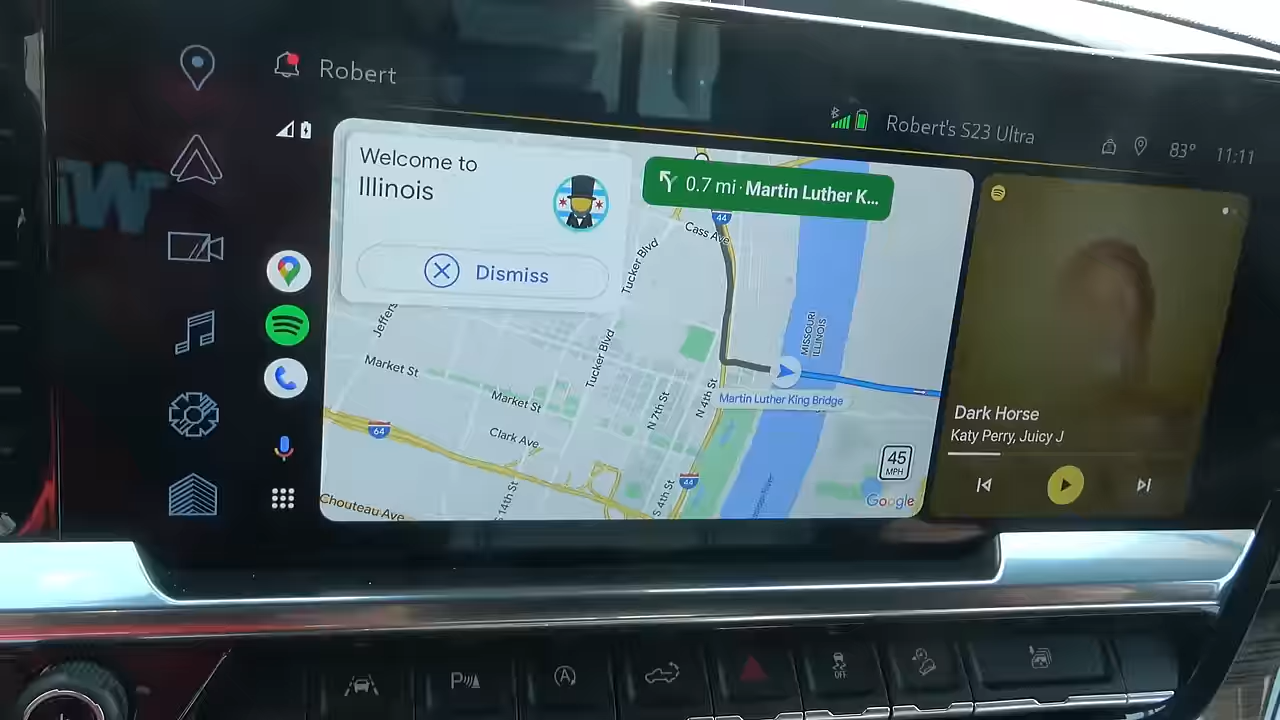 Robert
Robert's S23 Ultra
83°
11:11
Welcome to
Illinois
Dismiss
0.7 mi · Martin Luther K...
44
Cass Ave
Tucker Blvd
MISSOURI
ILLINOIS
Tucker Blvd
Market St
Market St
N 7th St
N 4th St
Martin Luther King Bridge
64
Clark Ave
45
MPH
44
S 14th St
S 4th St
Chouteau Ave
Google
Dark Horse
Katy Perry, Juicy J
W
P
A
OFF